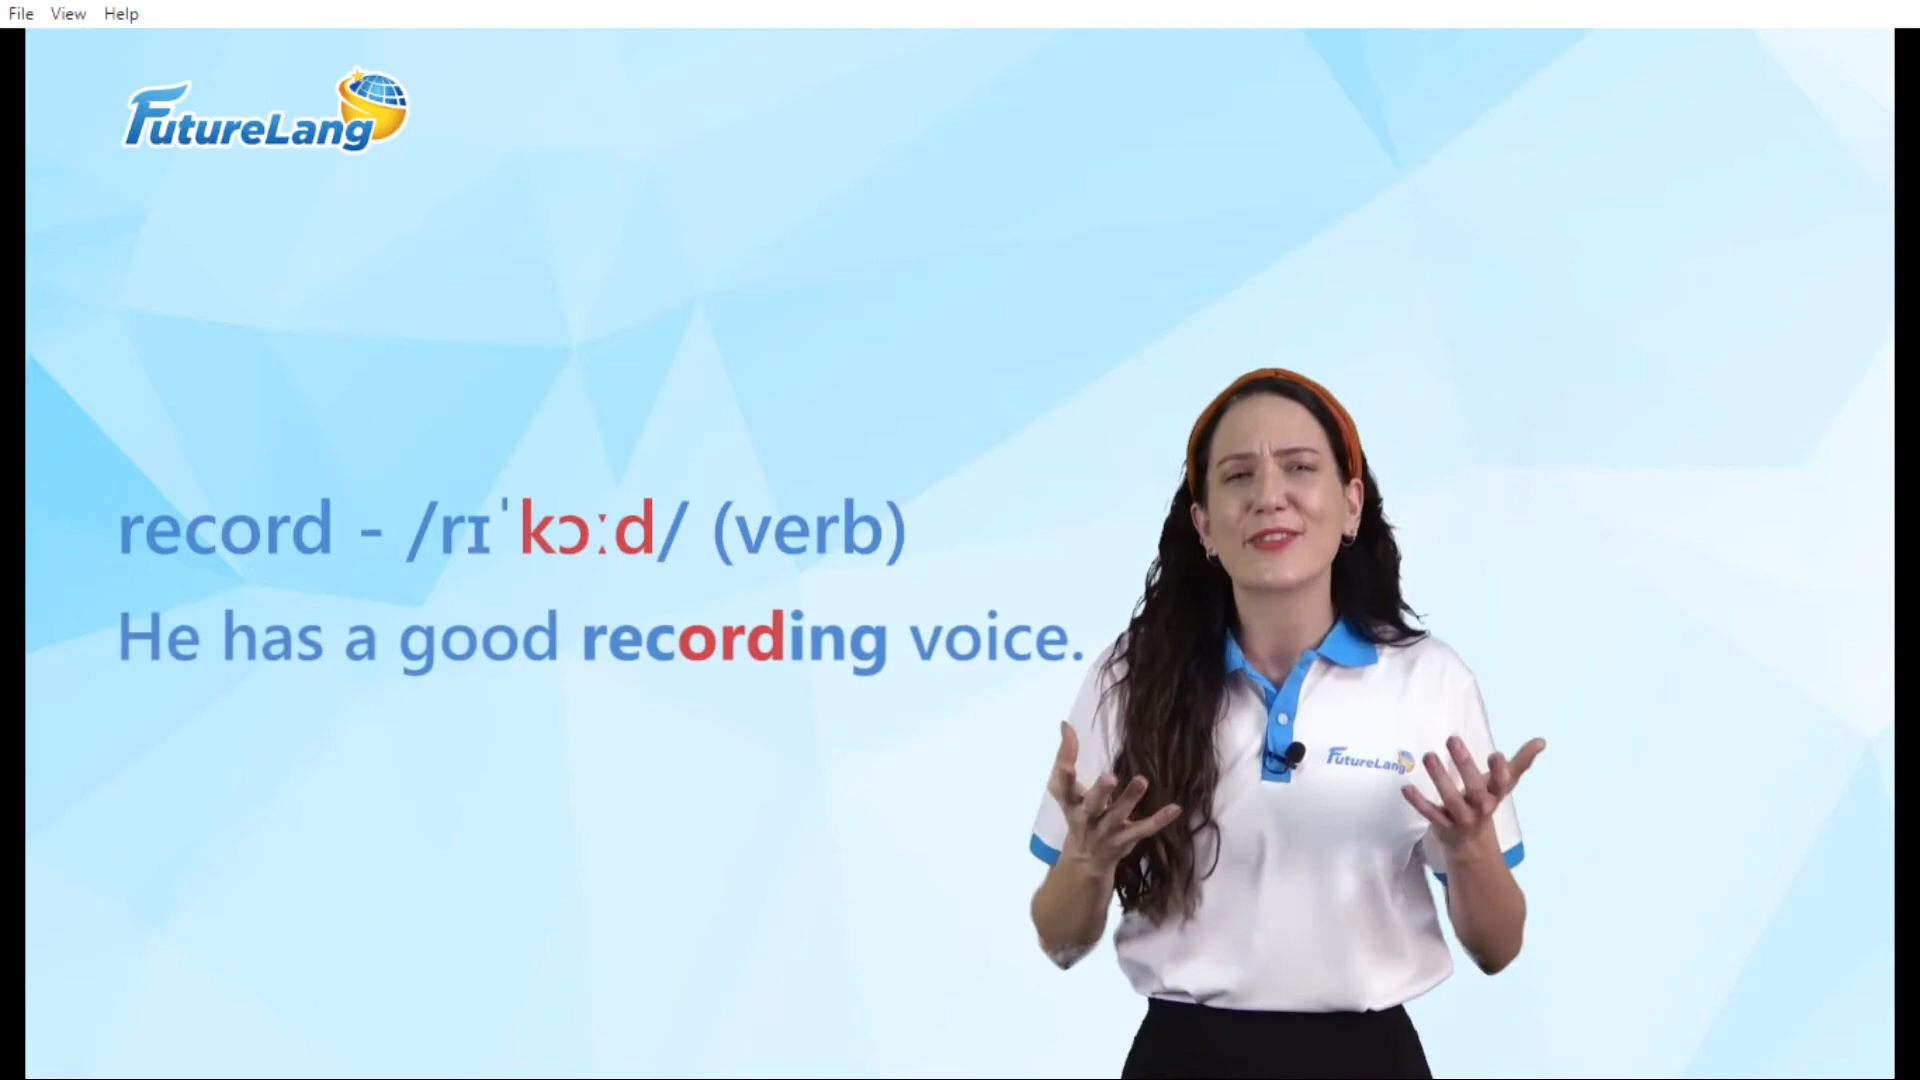 File View Help
FutureLang
record - /rɪˈkɔːd/ (verb)
He has a good recording voice.
FutureLang